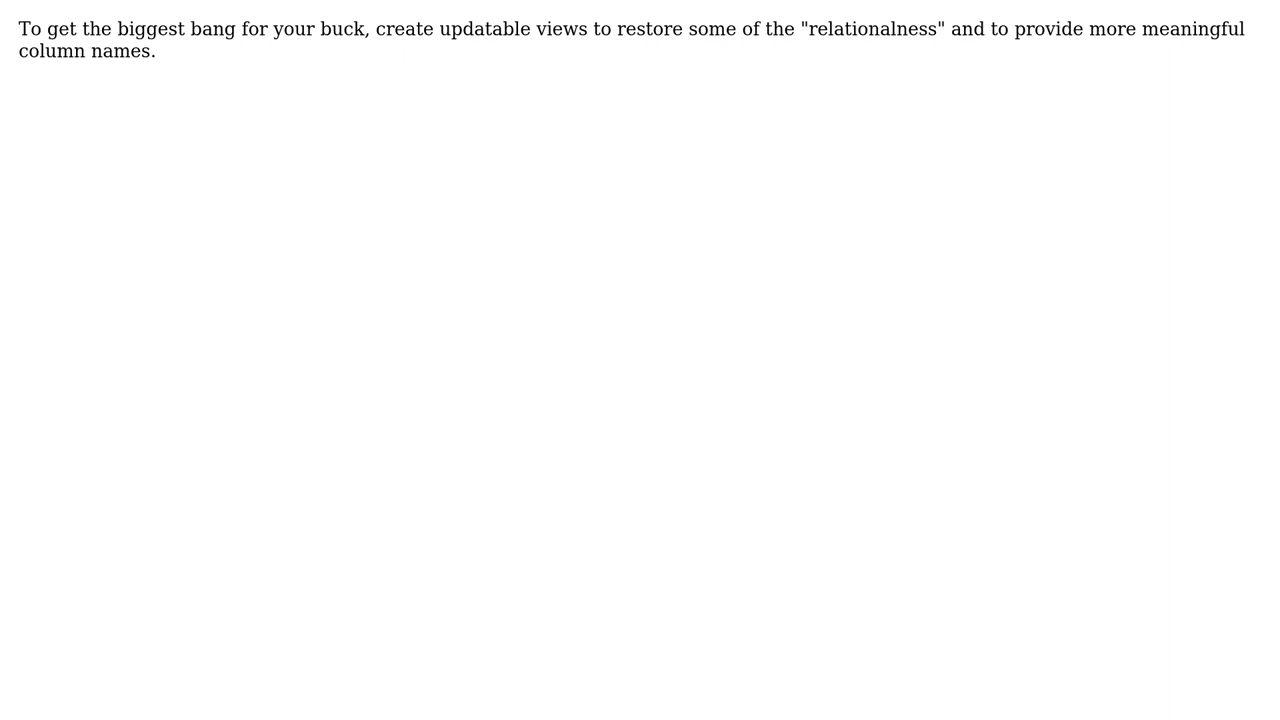 To get the biggest bang for your buck, create updatable views to restore some of the "relationalness" and to provide more meaningful
column names.